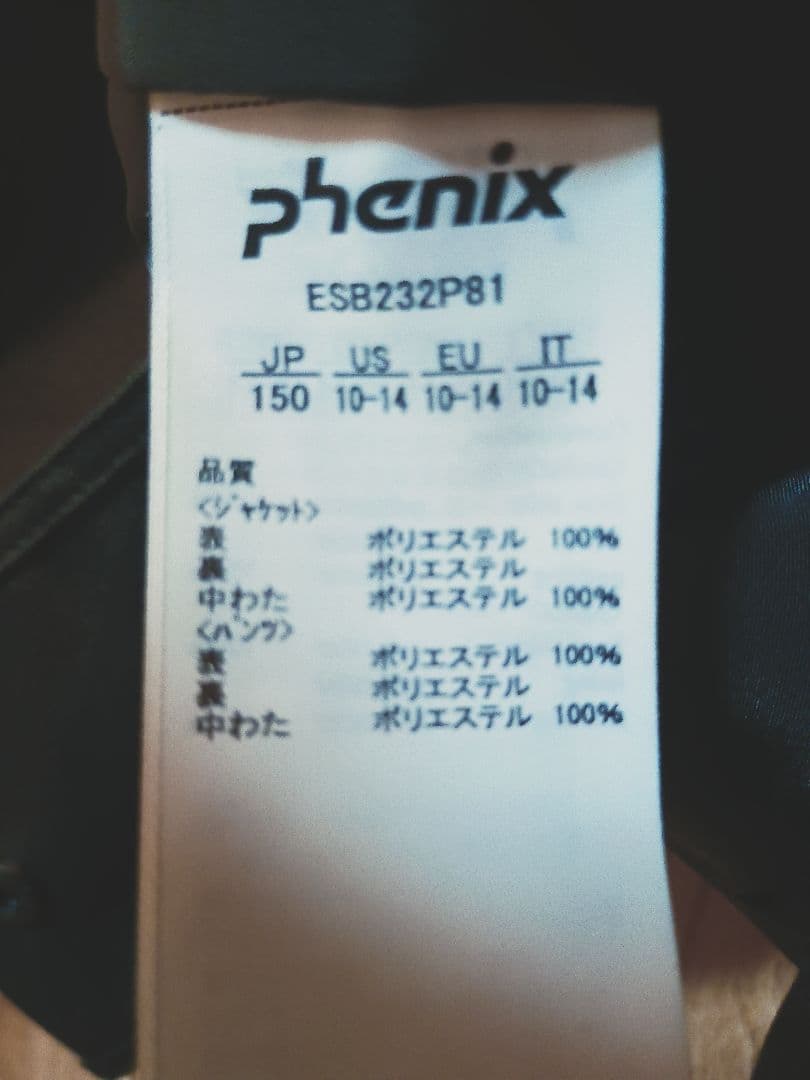 phenix
ESB232P81
JP US EU IT
150 10-14 10-14 10-14
品質
<ジャケット>
表 ポリエステル 100%
裏 ポリエステル
中わた ポリエステル 100%
<パンツ>
表 ポリエステル 100%
裏 ポリエステル
中わた ポリエステル 100%